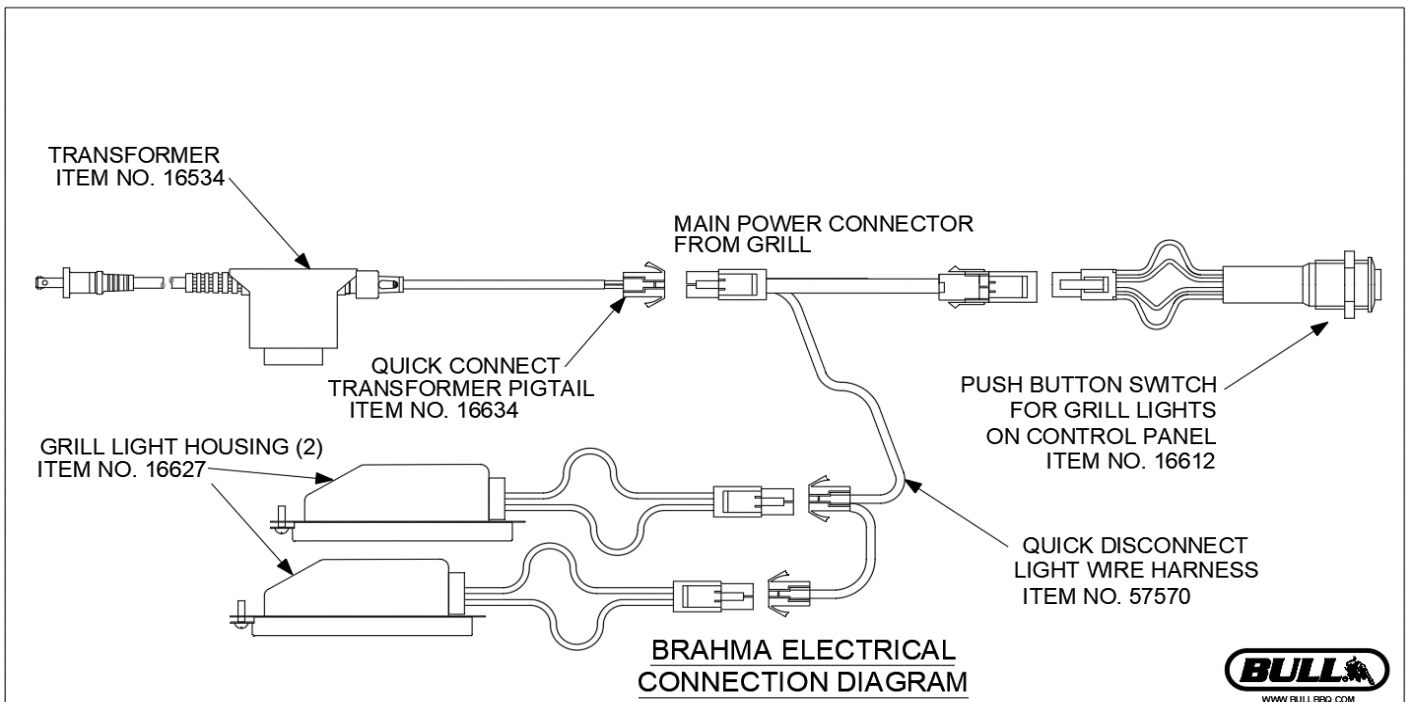 TRANSFORMER
ITEM NO. 16534
MAIN POWER CONNECTOR
FROM GRILL
QUICK CONNECT
TRANSFORMER PIGTAIL
ITEM NO. 16634
PUSH BUTTON SWITCH
FOR GRILL LIGHTS
ON CONTROL PANEL
ITEM NO. 16612
GRILL LIGHT HOUSING (2)
ITEM NO. 16627
QUICK DISCONNECT
LIGHT WIRE HARNESS
ITEM NO. 57570
BRAHMA ELECTRICAL
CONNECTION DIAGRAM
BULL
WWW.BULLBBQ.COM